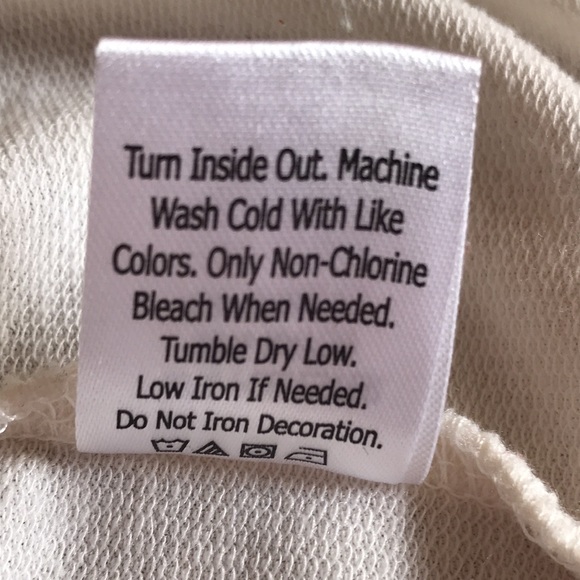 Turn Inside Out. Machine
Wash Cold With Like
Colors. Only Non-Chlorine
Bleach When Needed.
Tumble Dry Low.
Low Iron If Needed.
Do Not Iron Decoration.